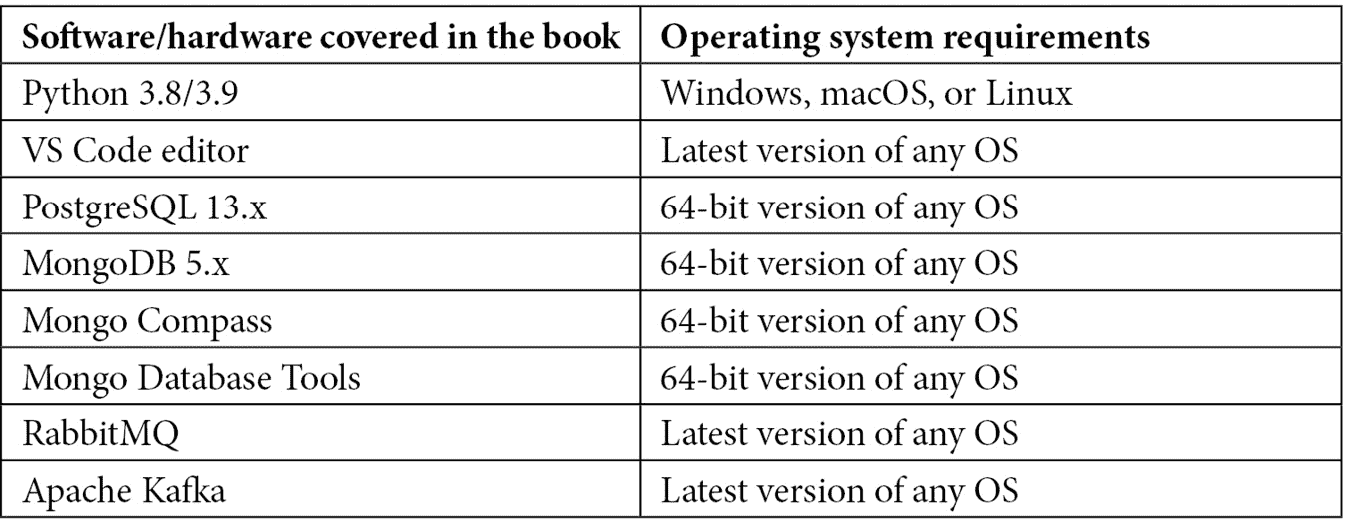 Software/hardware covered in the book Operating system requirements
Python 3.8/3.9 Windows, macOS, or Linux
VS Code editor Latest version of any OS
PostgreSQL 13.x 64-bit version of any OS
MongoDB 5.x 64-bit version of any OS
Mongo Compass 64-bit version of any OS
Mongo Database Tools 64-bit version of any OS
RabbitMQ Latest version of any OS
Apache Kafka Latest version of any OS